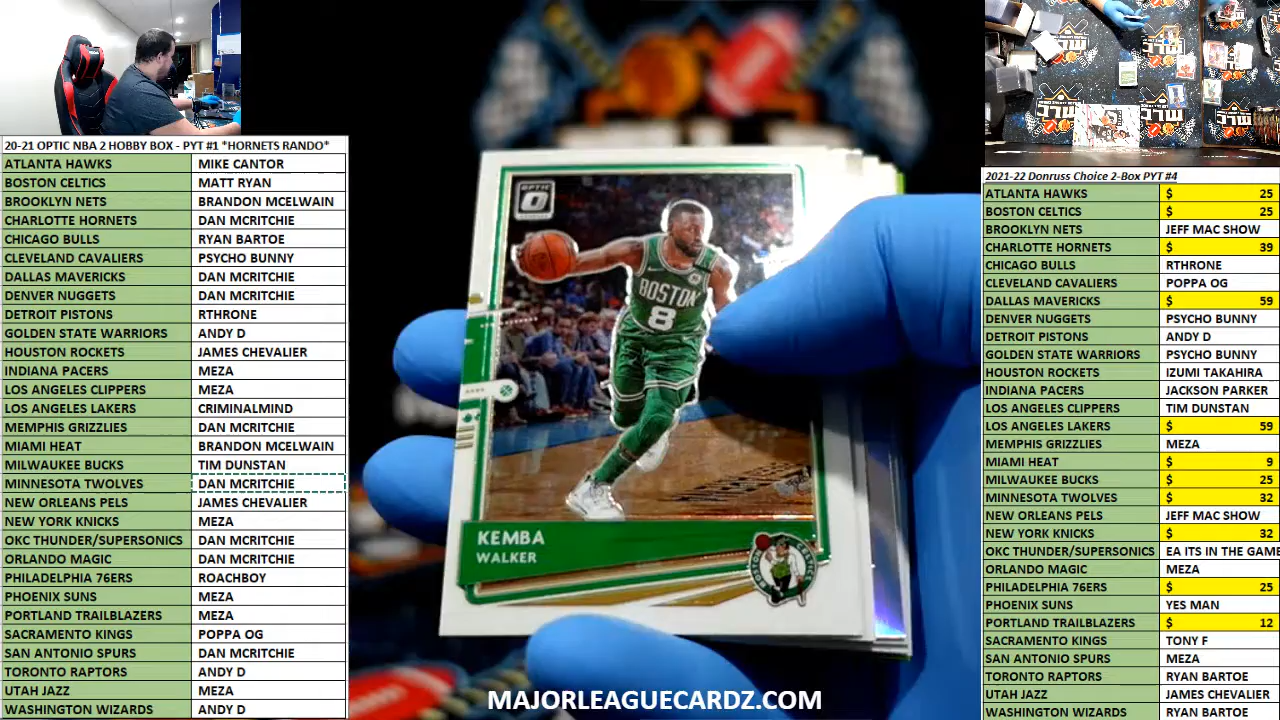 20-21 OPTIC NBA 2 HOBBY BOX - PYT #1 *HORNETS RANDO*
ATLANTA HAWKS MIKE CANTOR
BOSTON CELTICS MATT RYAN
BROOKLYN NETS BRANDON MCELWAIN
CHARLOTTE HORNETS DAN MCRITCHIE
CHICAGO BULLS RYAN BARTOE
CLEVELAND CAVALIERS PSYCHO BUNNY
DALLAS MAVERICKS DAN MCRITCHIE
DENVER NUGGETS DAN MCRITCHIE
DETROIT PISTONS RTHRONE
GOLDEN STATE WARRIORS ANDY D
HOUSTON ROCKETS JAMES CHEVALIER
INDIANA PACERS MEZA
LOS ANGELES CLIPPERS MEZA
LOS ANGELES LAKERS CRIMINALMIND
MEMPHIS GRIZZLIES DAN MCRITCHIE
MIAMI HEAT BRANDON MCELWAIN
MILWAUKEE BUCKS TIM DUNSTAN
MINNESOTA TWOLVES DAN MCRITCHIE
NEW ORLEANS PELS JAMES CHEVALIER
NEW YORK KNICKS MEZA
OKC THUNDER/SUPERSONICS DAN MCRITCHIE
ORLANDO MAGIC DAN MCRITCHIE
PHILADELPHIA 76ERS ROACHBOY
PHOENIX SUNS MEZA
PORTLAND TRAILBLAZERS MEZA
SACRAMENTO KINGS POPPA OG
SAN ANTONIO SPURS DAN MCRITCHIE
TORONTO RAPTORS ANDY D
UTAH JAZZ MEZA
WASHINGTON WIZARDS ANDY D
OPTIC
BOSTON
8
KEMBA
WALKER
MAJORLEAGUECARDZ.COM
2021-22 Donruss Choice 2-Box PYT #4
ATLANTA HAWKS $ 25
BOSTON CELTICS $ 25
BROOKLYN NETS JEFF MAC SHOW
CHARLOTTE HORNETS $ 39
CHICAGO BULLS RTHRONE
CLEVELAND CAVALIERS POPPA OG
DALLAS MAVERICKS $ 59
DENVER NUGGETS PSYCHO BUNNY
DETROIT PISTONS ANDY D
GOLDEN STATE WARRIORS PSYCHO BUNNY
HOUSTON ROCKETS IZUMI TAKAHIRA
INDIANA PACERS JACKSON PARKER
LOS ANGELES CLIPPERS TIM DUNSTAN
LOS ANGELES LAKERS $ 59
MEMPHIS GRIZZLIES MEZA
MIAMI HEAT $ 9
MILWAUKEE BUCKS $ 25
MINNESOTA TWOLVES $ 32
NEW ORLEANS PELS JEFF MAC SHOW
NEW YORK KNICKS $ 32
OKC THUNDER/SUPERSONICS EA ITS IN THE GAME
ORLANDO MAGIC MEZA
PHILADELPHIA 76ERS $ 25
PHOENIX SUNS YES MAN
PORTLAND TRAILBLAZERS $ 12
SACRAMENTO KINGS TONY F
SAN ANTONIO SPURS MEZA
TORONTO RAPTORS RYAN BARTOE
UTAH JAZZ JAMES CHEVALIER
WASHINGTON WIZARDS RYAN BARTOE